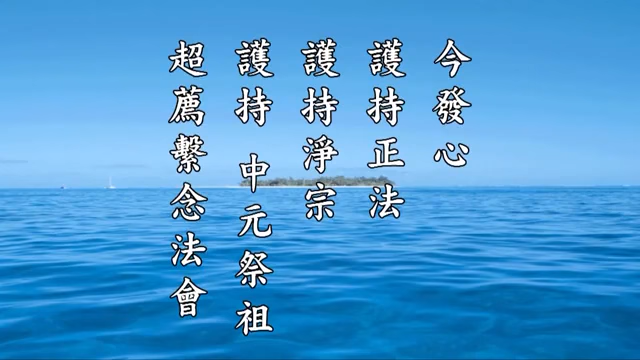 今發心
護持正法
護持淨宗
護持 中元祭祖
超薦繫念法會